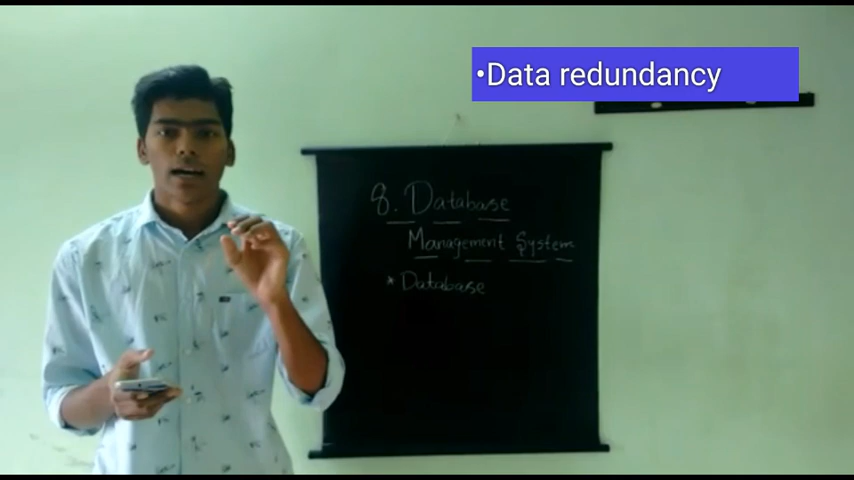 •Data redundancy
8. Database
Management System
* Database